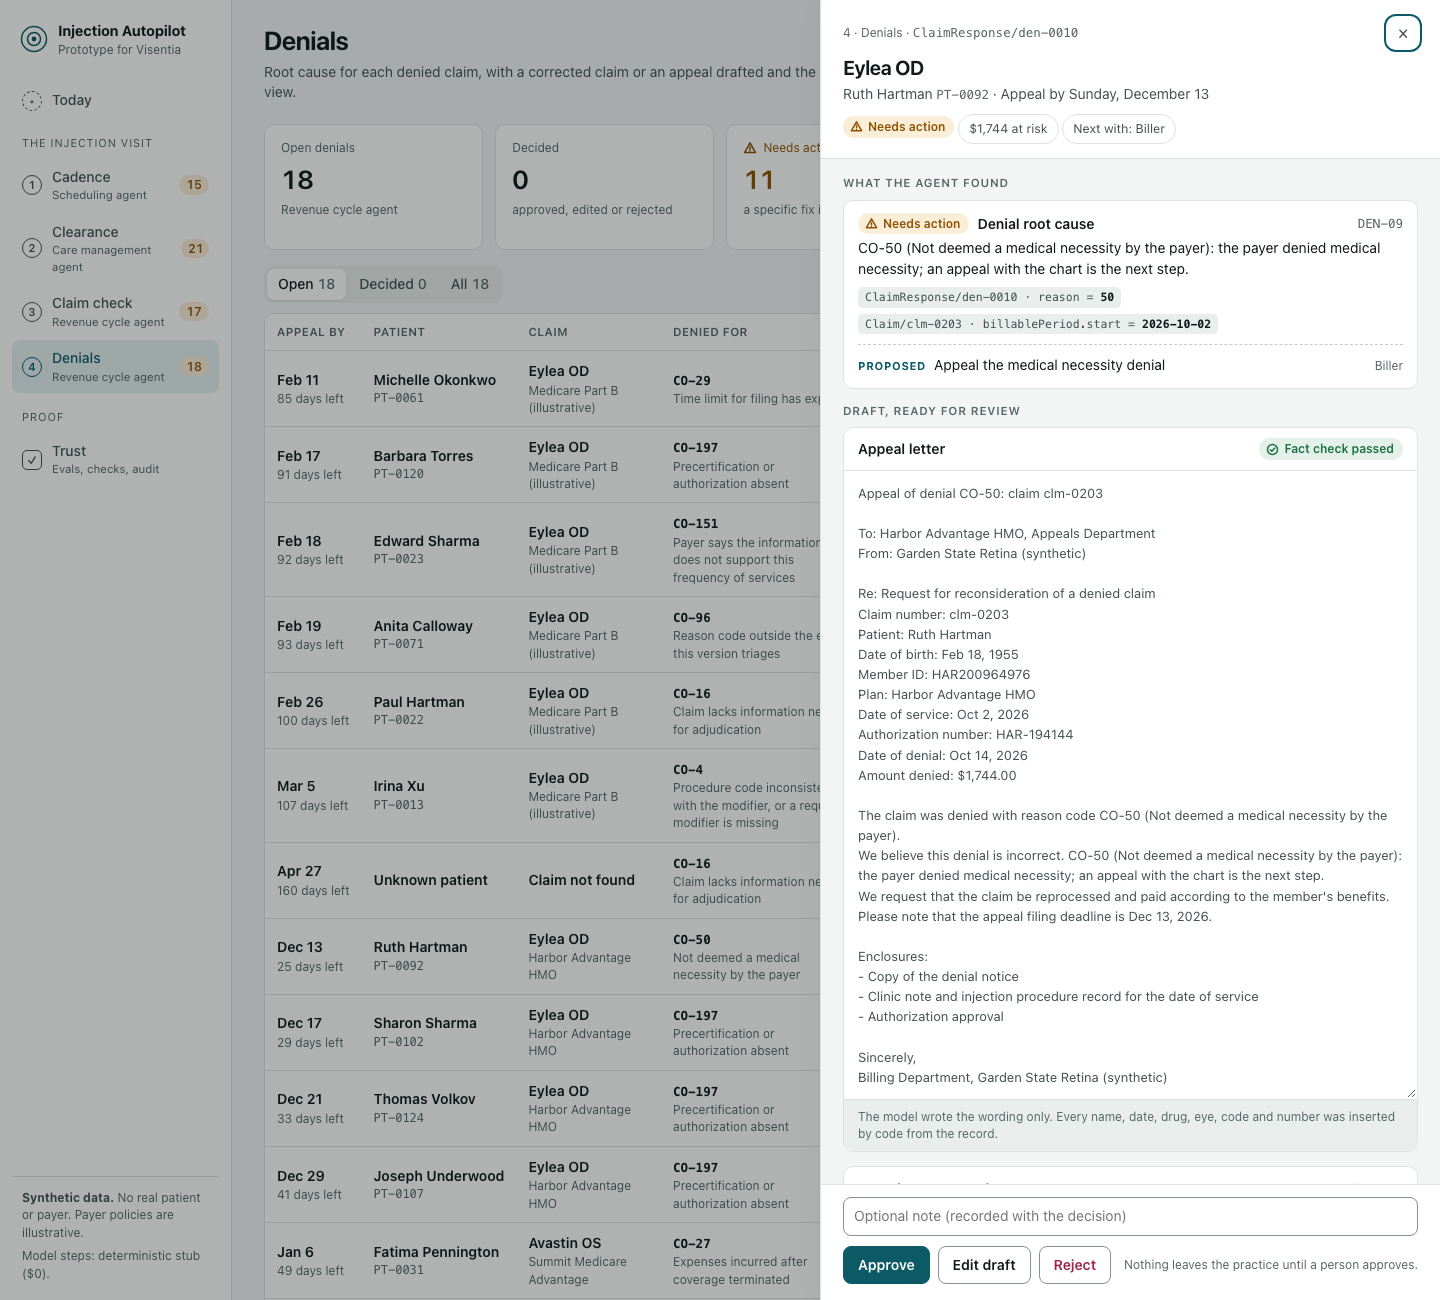 Injection Autopilot
Prototype for Visentia
Today
THE INJECTION VISIT
1
Cadence
Scheduling agent
15
2
Clearance
Care management
agent
21
3
Claim check
Revenue cycle agent
17
4
Denials
Revenue cycle agent
18
PROOF
Trust
Evals, checks, audit
Synthetic data. No real patient
or payer. Payer policies are
illustrative.
Model steps: deterministic stub
($0).
Denials
Root cause for each denied claim, with a corrected claim or an appeal drafted and the
view.
Open denials
18
Revenue cycle agent
Decided
0
approved, edited or rejected
Needs act
11
a specific fix i
Open 18
Decided 0
All 18
APPEAL BY PATIENT CLAIM DENIED FOR
Feb 11
85 days left
Michelle Okonkwo
PT-0061
Eylea OD
Medicare Part B
(illustrative)
CO-29
Time limit for filing has exp
Feb 17
91 days left
Barbara Torres
PT-0120
Eylea OD
Medicare Part B
(illustrative)
CO-197
Precertification or
authorization absent
Feb 18
92 days left
Edward Sharma
PT-0023
Eylea OD
Medicare Part B
(illustrative)
CO-151
Payer says the information
does not support this
frequency of services
Feb 19
93 days left
Anita Calloway
PT-0071
Eylea OD
Medicare Part B
(illustrative)
CO-96
Reason code outside the e
this version triages
Feb 26
100 days left
Paul Hartman
PT-0022
Eylea OD
Medicare Part B
(illustrative)
CO-16
Claim lacks information ne
for adjudication
Mar 5
107 days left
Irina Xu
PT-0013
Eylea OD
Medicare Part B
(illustrative)
CO-4
Procedure code inconsiste
with the modifier, or a requ
modifier is missing
Apr 27
160 days left
Unknown patient
Claim not found
CO-16
Claim lacks information ne
for adjudication
Dec 13
25 days left
Ruth Hartman
PT-0092
Eylea OD
Harbor Advantage
HMO
CO-50
Not deemed a medical
necessity by the payer
Dec 17
29 days left
Sharon Sharma
PT-0102
Eylea OD
Harbor Advantage
HMO
CO-197
Precertification or
authorization absent
Dec 21
33 days left
Thomas Volkov
PT-0124
Eylea OD
Harbor Advantage
HMO
CO-197
Precertification or
authorization absent
Dec 29
41 days left
Joseph Underwood
PT-0107
Eylea OD
Harbor Advantage
HMO
CO-197
Precertification or
authorization absent
Jan 6
49 days left
Fatima Pennington
PT-0031
Avastin OS
Summit Medicare
Advantage
CO-27
Expenses incurred after
coverage terminated
4 · Denials · ClaimResponse/den-0010
Eylea OD
Ruth Hartman PT-0092 · Appeal by Sunday, December 13
Needs action
$1,744 at risk
Next with: Biller
WHAT THE AGENT FOUND
Needs action Denial root cause DEN-09
CO-50 (Not deemed a medical necessity by the payer): the payer denied medical
necessity; an appeal with the chart is the next step.
ClaimResponse/den-0010 · reason = 50
Claim/clm-0203 · billablePeriod.start = 2026-10-02
PROPOSED Appeal the medical necessity denial Biller
DRAFT, READY FOR REVIEW
Appeal letter Fact check passed
Appeal of denial CO-50: claim clm-0203
To: Harbor Advantage HMO, Appeals Department
From: Garden State Retina (synthetic)
Re: Request for reconsideration of a denied claim
Claim number: clm-0203
Patient: Ruth Hartman
Date of birth: Feb 18, 1955
Member ID: HAR200964976
Plan: Harbor Advantage HMO
Date of service: Oct 2, 2026
Authorization number: HAR-194144
Date of denial: Oct 14, 2026
Amount denied: $1,744.00
The claim was denied with reason code CO-50 (Not deemed a medical necessity by the
payer).
We believe this denial is incorrect. CO-50 (Not deemed a medical necessity by the payer):
the payer denied medical necessity; an appeal with the chart is the next step.
We request that the claim be reprocessed and paid according to the member's benefits.
Please note that the appeal filing deadline is Dec 13, 2026.
Enclosures:
- Copy of the denial notice
- Clinic note and injection procedure record for the date of service
- Authorization approval
Sincerely,
Billing Department, Garden State Retina (synthetic)
The model wrote the wording only. Every name, date, drug, eye, code and number was inserted
by code from the record.
Optional note (recorded with the decision)
Approve
Edit draft
Reject
Nothing leaves the practice until a person approves.